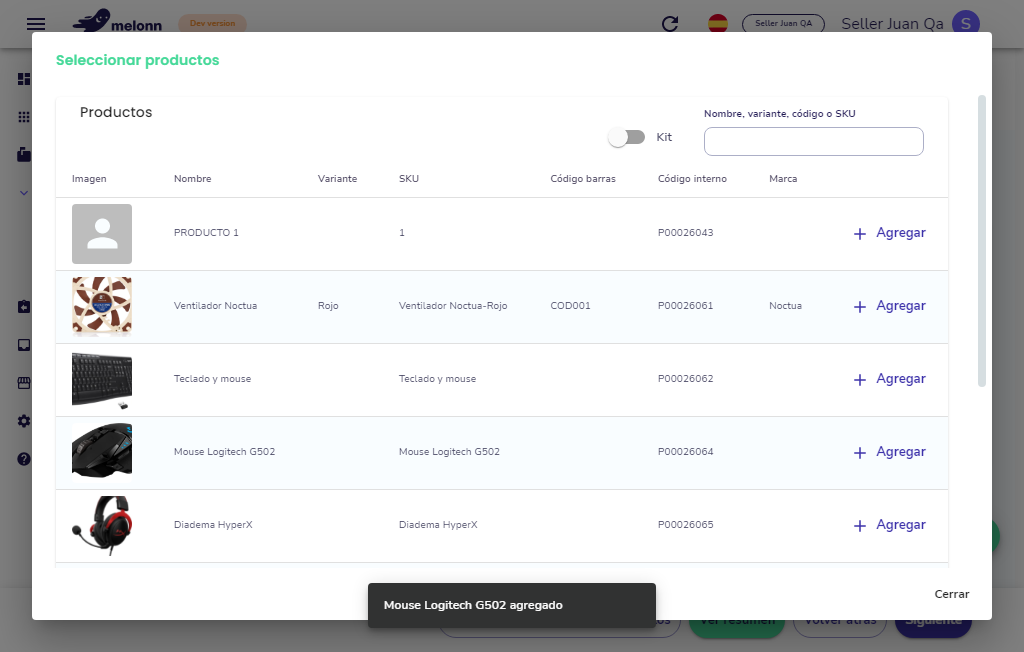 melonn
Dev version
Seller Juan QA
Seller Juan Qa
S
Seleccionar productos
Productos
Kit
Nombre, variante, código o SKU
Imagen Nombre Variante SKU Código barras Código interno Marca
PRODUCTO 1 1 P00026043 Agregar
Ventilador Noctua Rojo Ventilador Noctua-Rojo COD001 P00026061 Noctua Agregar
Teclado y mouse Teclado y mouse P00026062 Agregar
Mouse Logitech G502 Mouse Logitech G502 P00026064 Agregar
Diadema HyperX Diadema HyperX P00026065 Agregar
Cerrar
Mouse Logitech G502 agregado
Ver resumen Volver atrás Siguiente